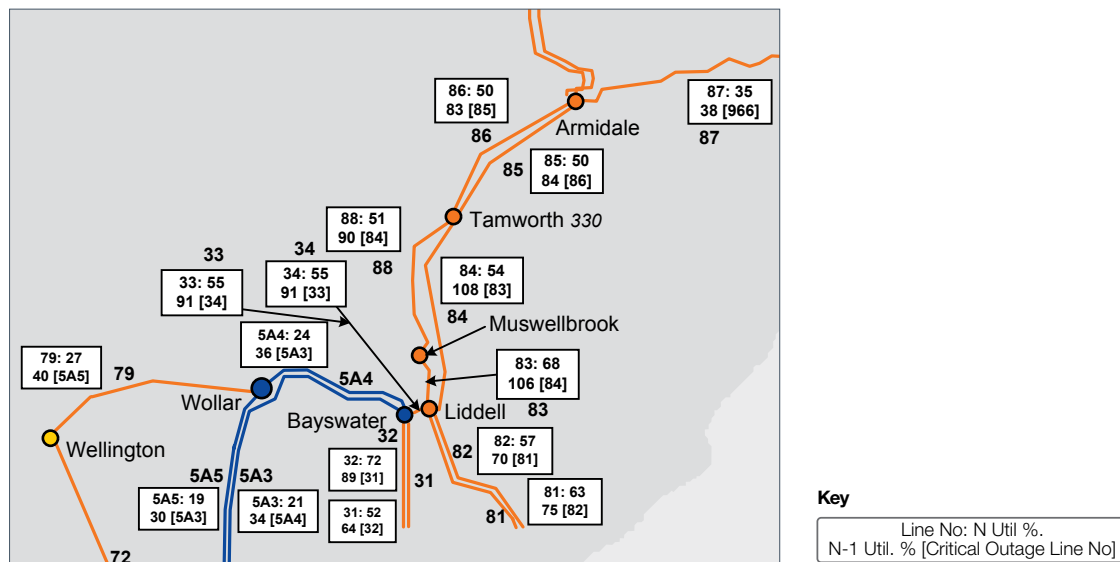 86: 50
83 [85]
87: 35
38 [966]
Armidale
86
87
85
85: 50
84 [86]
88: 51
90 [84]
Tamworth 330
33
34
88
33: 55
91 [34]
34: 55
91 [33]
84: 54
108 [83]
84
Muswellbrook
5A4: 24
36 [5A3]
79: 27
40 [5A5]
79
5A4
83: 68
106 [84]
Wollar
Bayswater
Liddell
83
Wellington
32
82
82: 57
70 [81]
32: 72
89 [31]
31
5A5
5A3
5A5: 19
30 [5A3]
5A3: 21
34 [5A4]
31: 52
64 [32]
81
81: 63
75 [82]
72
Key
Line No: N Util %.
N-1 Util. % [Critical Outage Line No]